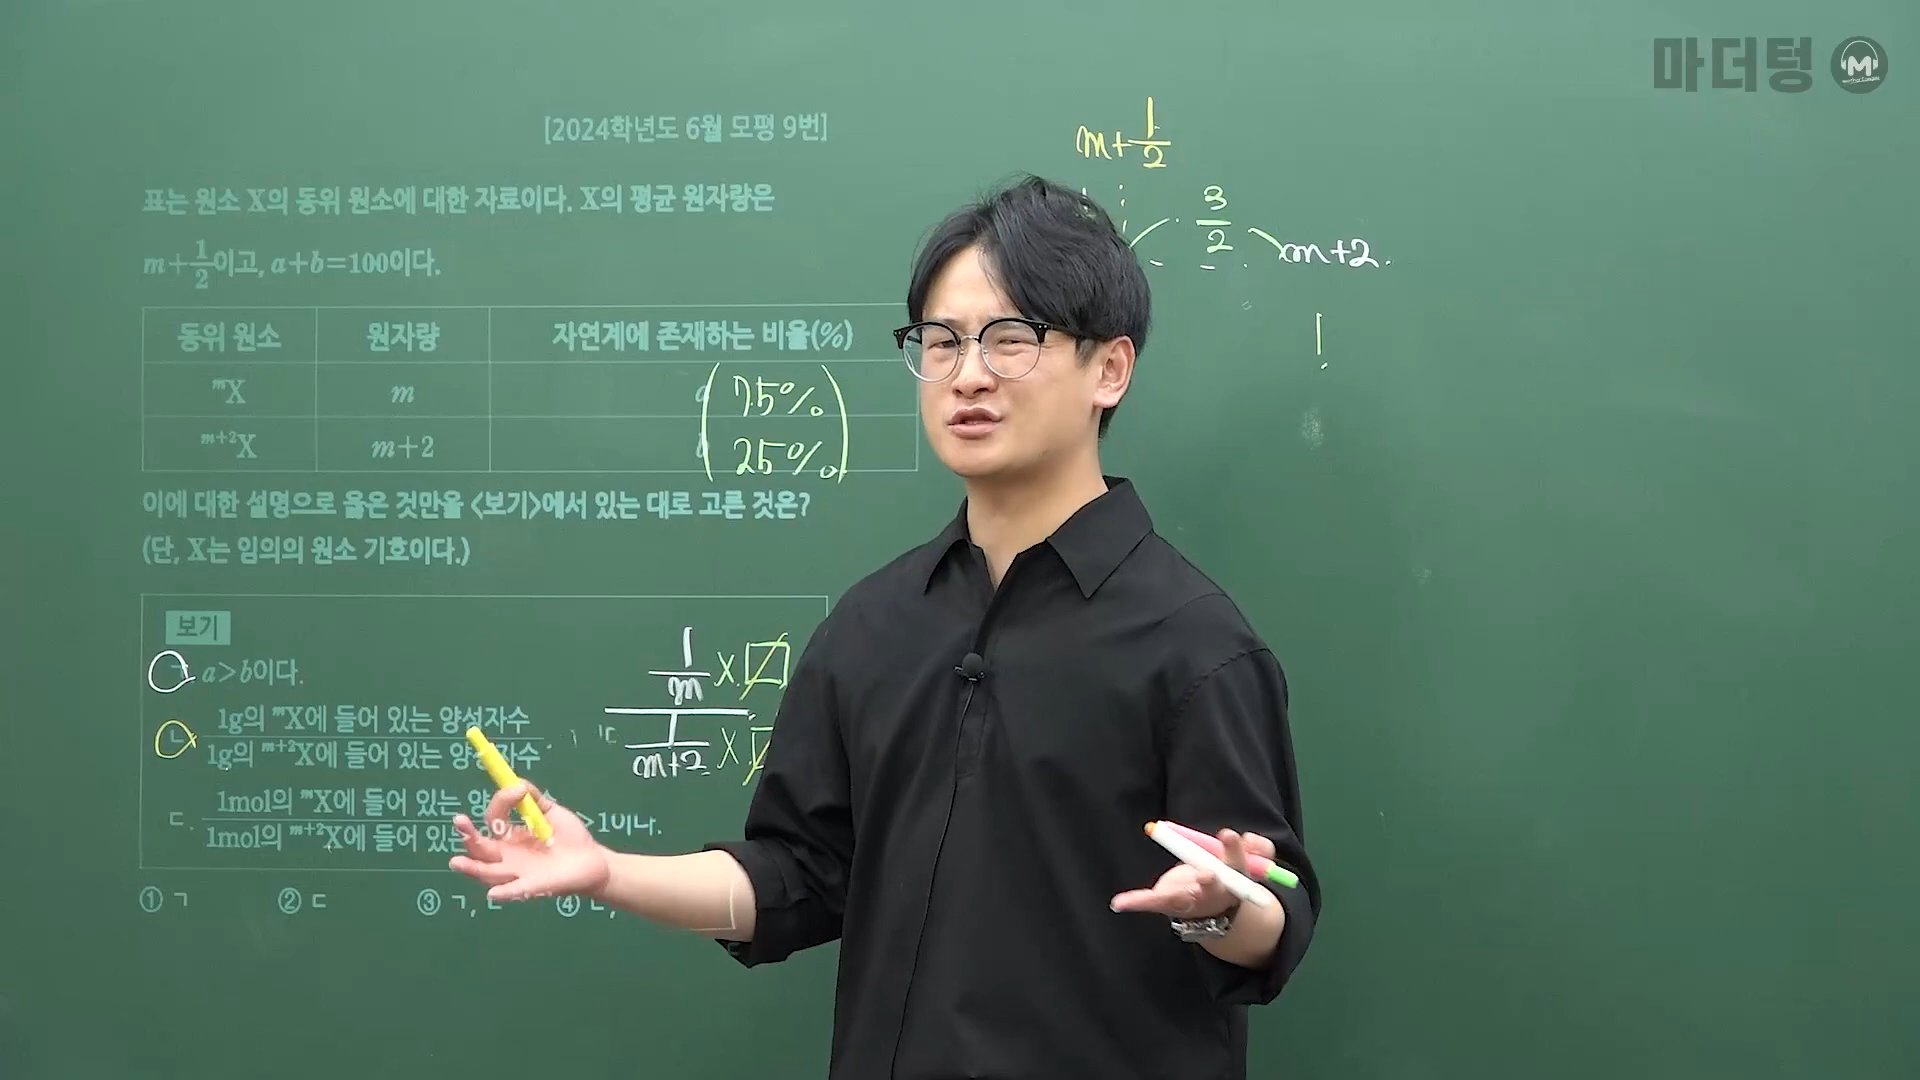 마더텅 M
[2024학년도 6월 모평 9번]
표는 원소 X의 동위 원소에 대한 자료이다. X의 평균 원자량은
m+1/2이고, a+b=100이다.
동위 원소 원자량 자연계에 존재하는 비율(%)
ᵐX m 75%
ᵐ⁺²X m+2 25%
이에 대한 설명으로 옳은 것만을 <보기>에서 있는 대로 고른 것은?
(단, X는 임의의 원소 기호이다.)
보기
a>b이다.
ㄴ 1g의 ᵐX에 들어 있는 양성자수
1g의 ᵐ⁺²X에 들어 있는 양성자수
ㄷ. 1mol의 ᵐX에 들어 있는
1mol의 ᵐ⁺²X에 들어 있는
>1이다.
① ㄱ ② ㄷ ③ ㄱ, ㄴ ④ ㄴ,
m+1/2
3/2
m+2.
!
1/m ×
1/m+2 ×